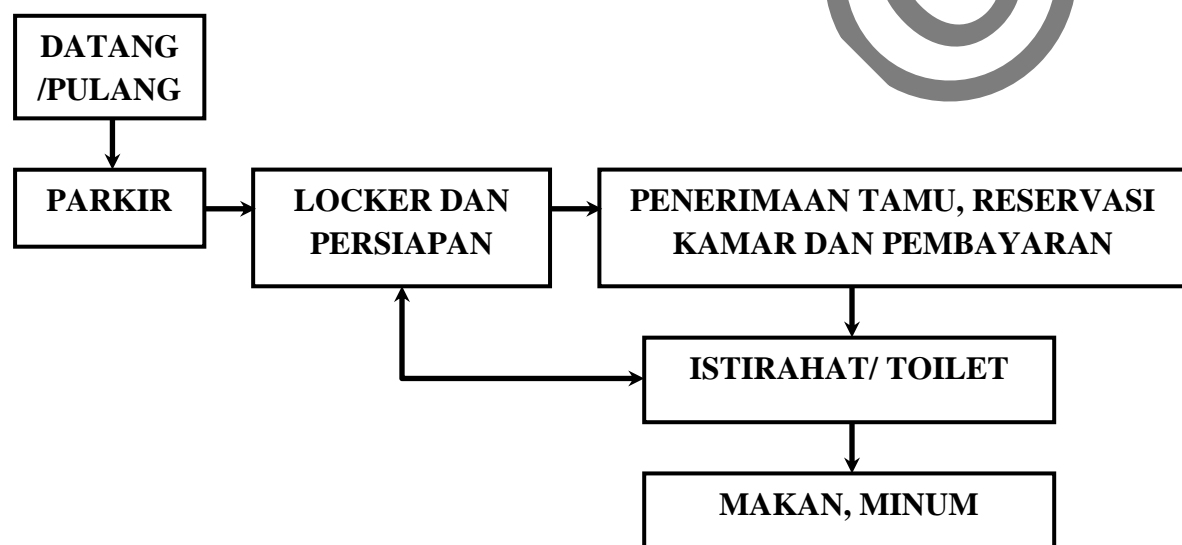 DATANG
/PULANG
PARKIR
LOCKER DAN
PERSIAPAN
PENERIMAAN TAMU, RESERVASI
KAMAR DAN PEMBAYARAN
ISTIRAHAT/ TOILET
MAKAN, MINUM